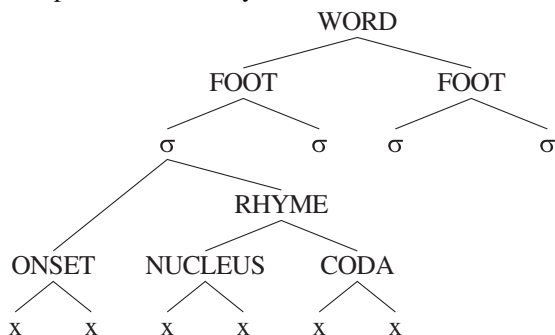 WORD
FOOT FOOT
σ σ σ σ
RHYME
ONSET NUCLEUS CODA
x x x x x x